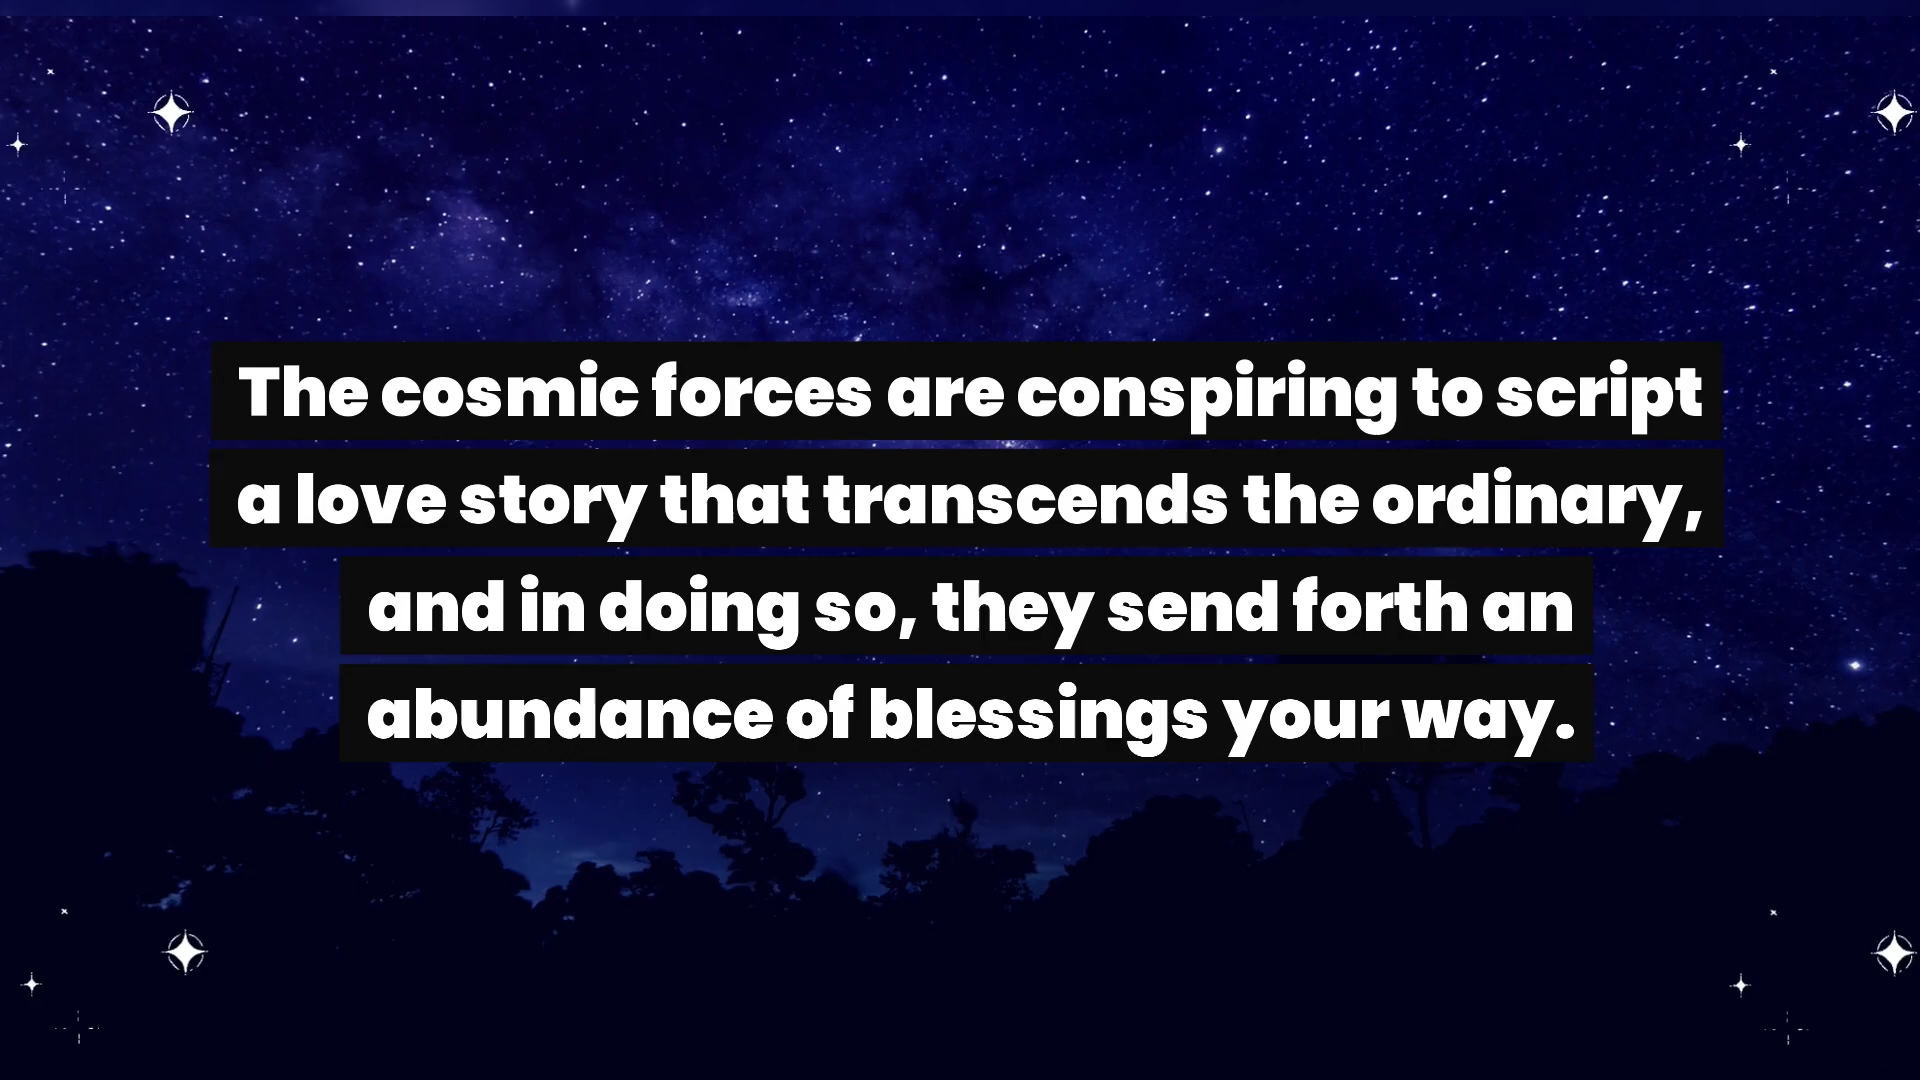 The cosmic forces are conspiring to script
a love story that transcends the ordinary,
and in doing so, they send forth an
abundance of blessings your way.